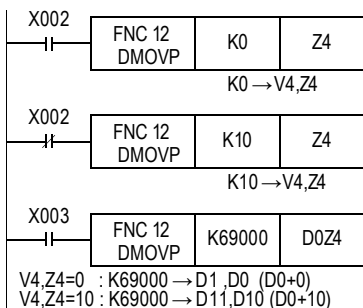 X002
FNC 12 DMOVP K0 Z4
K0 → V4,Z4
X002
FNC 12 DMOVP K10 Z4
K10 → V4,Z4
X003
FNC 12 DMOVP K69000 D0Z4
V4,Z4=0 : K69000 → D1 ,D0 (D0+0)
V4,Z4=10 : K69000 → D11,D10 (D0+10)